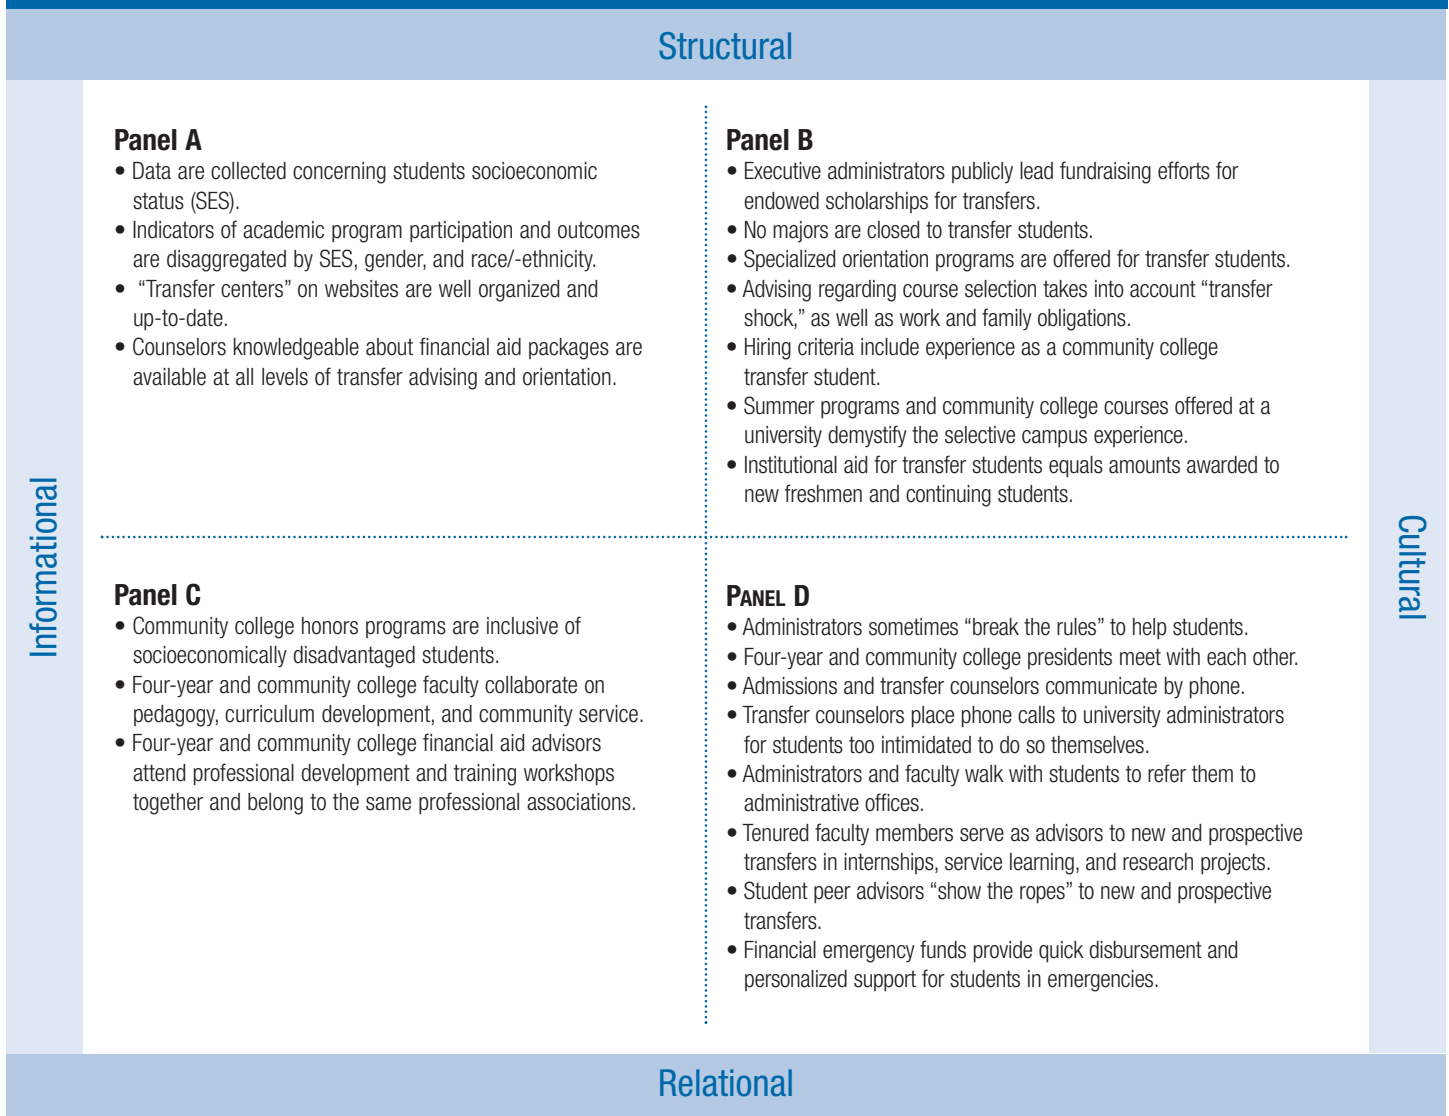 Structural
Informational
Panel A
• Data are collected concerning students socioeconomic
status (SES).
• Indicators of academic program participation and outcomes
are disaggregated by SES, gender, and race/-ethnicity.
• “Transfer centers” on websites are well organized and
up-to-date.
• Counselors knowledgeable about financial aid packages are
available at all levels of transfer advising and orientation.
Panel B
• Executive administrators publicly lead fundraising efforts for
endowed scholarships for transfers.
• No majors are closed to transfer students.
• Specialized orientation programs are offered for transfer students.
• Advising regarding course selection takes into account “transfer
shock,” as well as work and family obligations.
• Hiring criteria include experience as a community college
transfer student.
• Summer programs and community college courses offered at a
university demystify the selective campus experience.
• Institutional aid for transfer students equals amounts awarded to
new freshmen and continuing students.
Panel C
• Community college honors programs are inclusive of
socioeconomically disadvantaged students.
• Four-year and community college faculty collaborate on
pedagogy, curriculum development, and community service.
• Four-year and community college financial aid advisors
attend professional development and training workshops
together and belong to the same professional associations.
PANEL D
• Administrators sometimes “break the rules” to help students.
• Four-year and community college presidents meet with each other.
• Admissions and transfer counselors communicate by phone.
• Transfer counselors place phone calls to university administrators
for students too intimidated to do so themselves.
• Administrators and faculty walk with students to refer them to
administrative offices.
• Tenured faculty members serve as advisors to new and prospective
transfers in internships, service learning, and research projects.
• Student peer advisors “show the ropes” to new and prospective
transfers.
• Financial emergency funds provide quick disbursement and
personalized support for students in emergencies.
Cultural
Relational